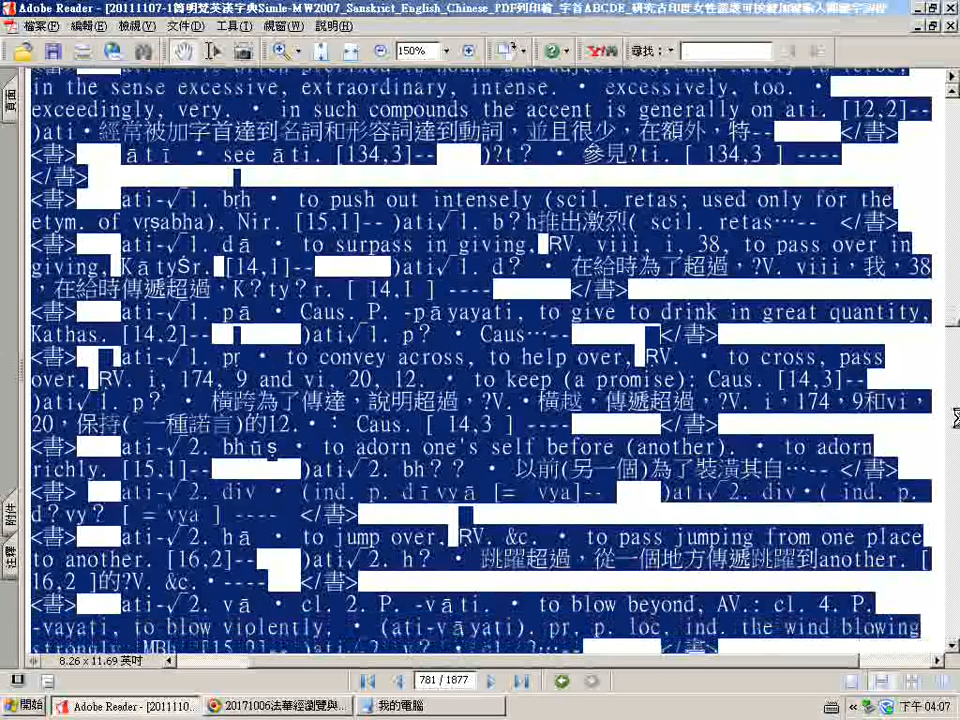 Adobe Reader - [20111107-1簡明梵英漢字典Simle-MW2007_Sanskrit_English_Chinese_PDF列印檔_字首ABCDE_研究古印度女性
檔案(F) 編輯(E) 檢視(V) 文件(D) 工具(T) 視窗(W) 說明(H)
150% 尋找：
頁面
in the sense excessive, extraordinary, intense. • excessively, too. •
exceedingly, very. • in such compounds the accent is generally on ati. [12,2]--
)ati•經常被加字首達到名詞和形容詞達到動詞，並且很少，在額外，特-- </書>
<書> āti • see āti. [134,3]-- )?t? • 參見?ti. [ 134,3 ] ----
</書>
<書> ati-√1. bṛh • to push out intensely (scil. retas; used only for the
etym. of vṛṣabha), Nir. [15,1]-- )ati√1. b?h推出激烈( scil. retas…-- </書>
<書> ati-√1. dā • to surpass in giving, RV. viii, i, 38, to pass over in
giving, KātyŚr. [14,1]-- )ati√1. d? • 在給時為了超過，?V. viii，我，38
，在給時傳遞超過，K?ty?r. [ 14,1 ] ---- </書>
<書> ati-√1. pā • Caus. P. -pāyayati, to give to drink in great quantity,
Kathas. [14,2]-- )ati√1. p? • Caus…-- </書>
<書> ati-√1. pṛ • to convey across, to help over, RV. • to cross, pass
over, RV. i, 174, 9 and vi, 20, 12. • to keep (a promise): Caus. [14,3]--
)ati√1. p? • 橫跨為了傳達，說明超過，?V.•橫越，傳遞超過，?V. i，174，9和vi，
20，保持( 一種諾言)的12.•： Caus. [ 14,3 ] ---- </書>
<書> ati-√2. bhūṣ • to adorn one's self before (another). • to adorn
richly. [15,1]-- )ati√2. bh?? • 以前(另一個)為了裝潢其自…-- </書>
<書> ati-√2. div • (ind. p. dīvyā [= vya]-- )ati√2. div•( ind. p.
d?vy? [ = vya ] ---- </書>
<書> ati-√2. hā • to jump over, RV. &c. • to pass jumping from one place
to another. [16,2]-- )ati√2. h? • 跳躍超過，從一個地方傳遞跳躍到another. [
16,2 ]的?V. &c.•---- </書>
<書> ati-√2. vā • cl. 2. P. -vāti. • to blow beyond, AV.: cl. 4. P.
-vayati, to blow violently. • (ati-vāyati). pr. p. loc. ind. the wind blowing
strongly, MBh. [15,2]-- )ati√2. v? </書>
附件
注釋
8.26 x 11.69 英吋
781 / 1877
開始 Adobe Reader - [2011110... 20171006法華經瀏覽與... 我的電腦 « 下午 04:07